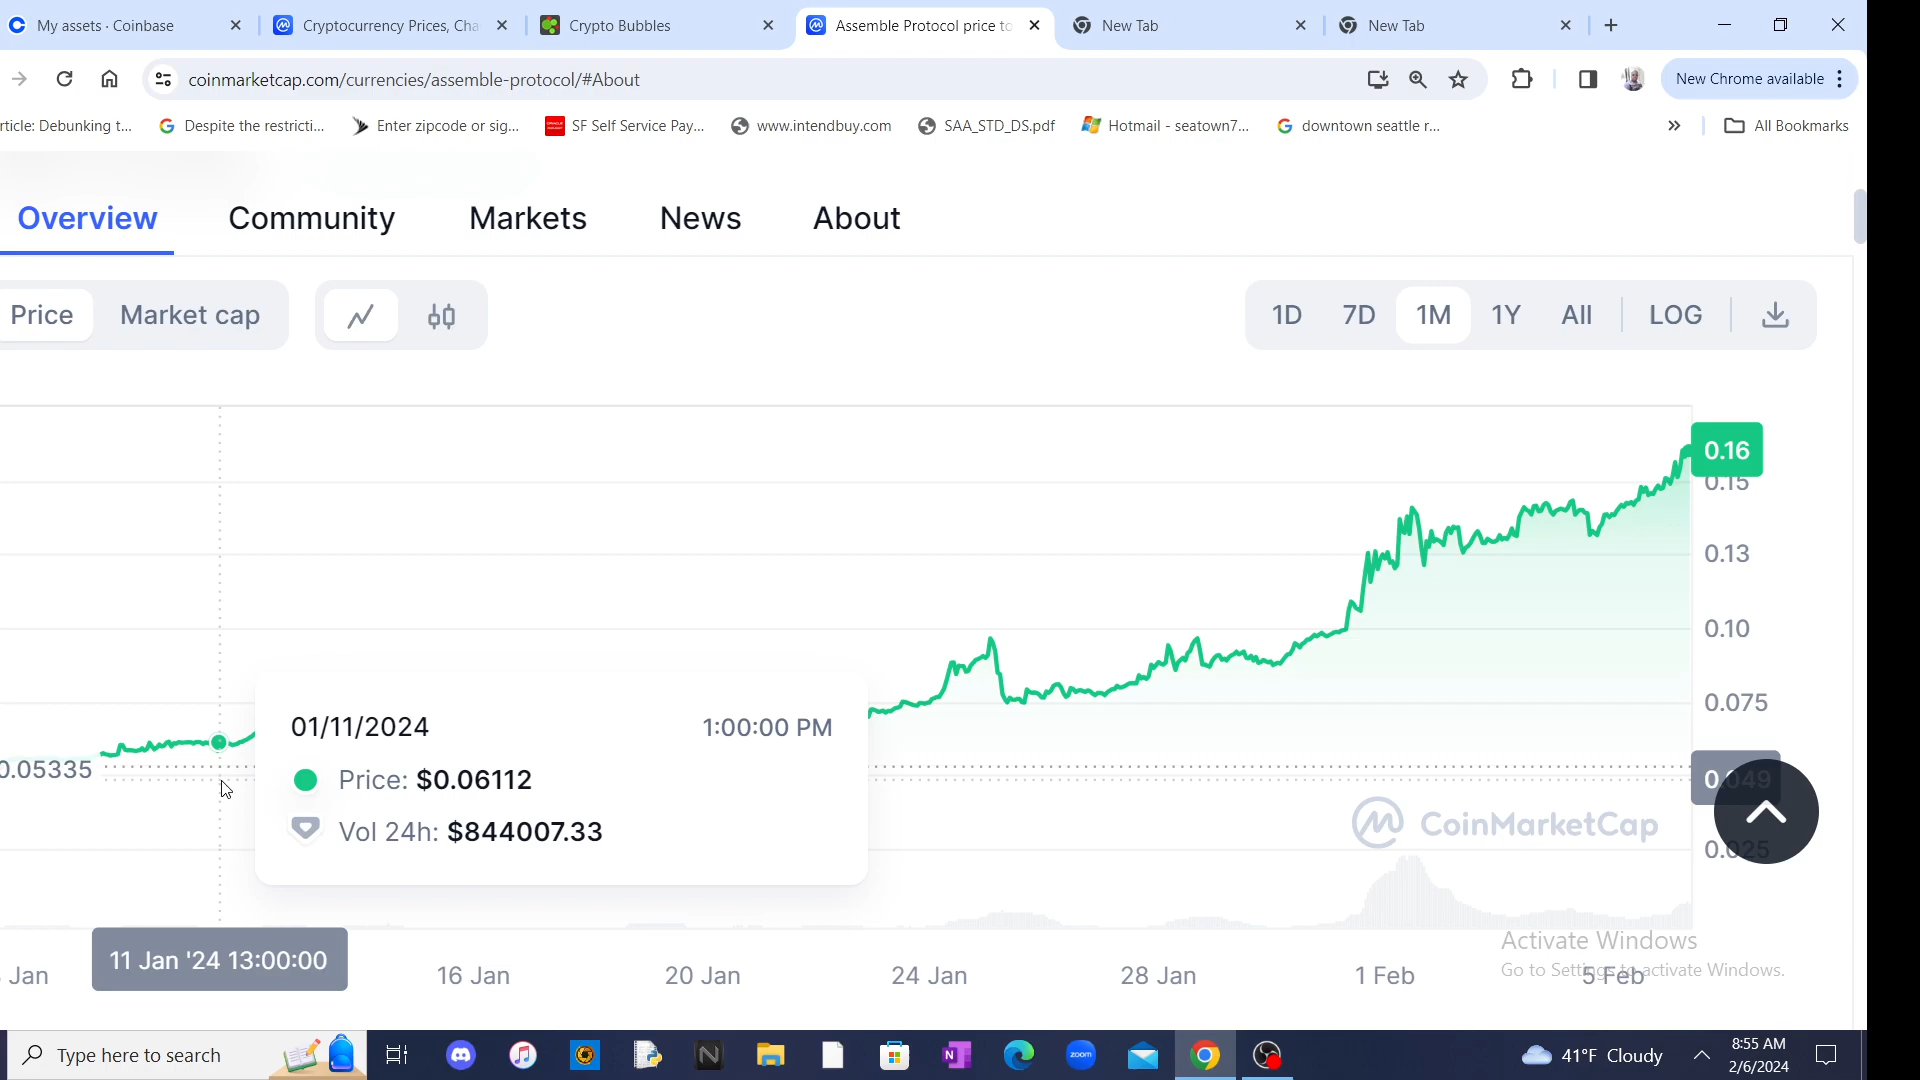 My assets · Coinbase
Cryptocurrency Prices, Cha
Crypto Bubbles
Assemble Protocol price to
New Tab
New Tab
coinmarketcap.com/currencies/assemble-protocol/#About
New Chrome available
rticle: Debunking t...
Despite the restricti...
Enter zipcode or sig...
SF Self Service Pay...
www.intendbuy.com
SAA_STD_DS.pdf
Hotmail - seatown7...
downtown seattle r...
»
All Bookmarks
Overview
Community
Markets
News
About
Price
Market cap
1D
7D
1M
1Y
All
LOG
0.16
0.15
0.13
0.10
0.075
0.049
0.025
0.05335
01/11/2024
1:00:00 PM
Price: $0.06112
Vol 24h: $844007.33
CoinMarketCap
Jan
11 Jan '24 13:00:00
16 Jan
20 Jan
24 Jan
28 Jan
1 Feb
5 Feb
Activate Windows
Go to Settings to activate Windows.
Type here to search
zoom
41°F Cloudy
8:55 AM
2/6/2024